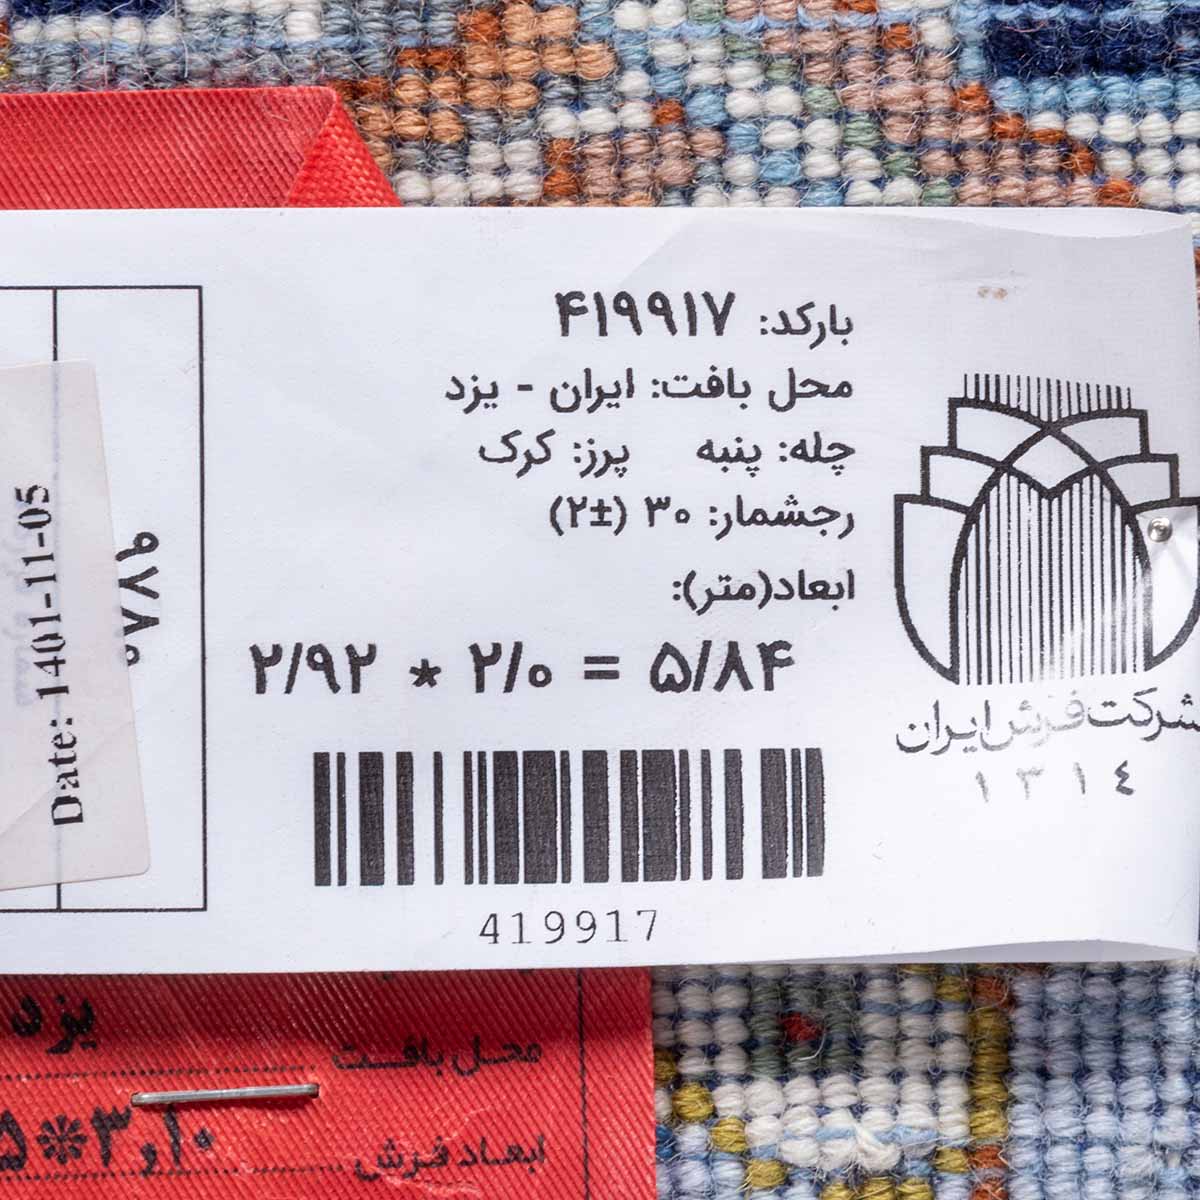 بارکد: ۴۱۹۹۱۷
محل بافت: ایران - یزد
چله: پنبه پرز: کرک
رجشمار: ۳۰ (±۲)
ابعاد(متر):
۲/۹۲ * ۲/۰ = ۵/۸۴
419917
شرکت فرش ایران
۱۳۱۴
Date: 1401-11-05
محل بافت یزد
ابعاد فرش